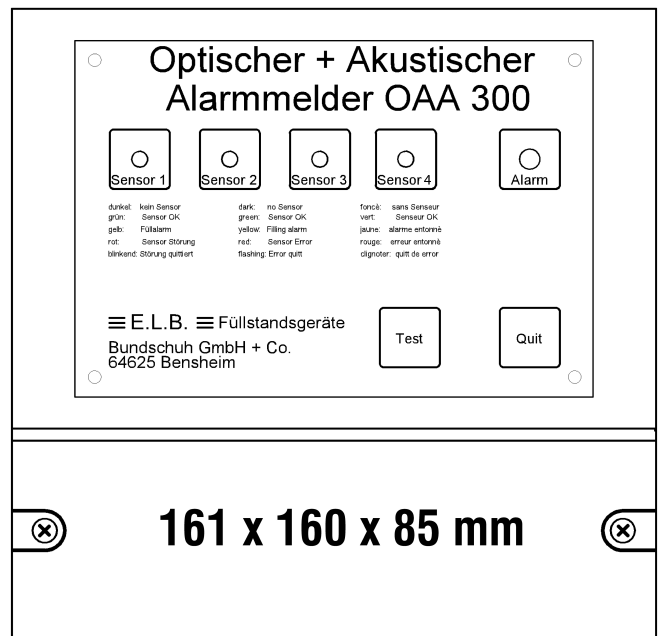 Optischer + Akustischer
Alarmmelder OAA 300
Sensor 1 Sensor 2 Sensor 3 Sensor 4 Alarm
dunkel: kein Sensor dark: no Sensor foncè: sans Senseur
grün: Sensor OK green: Sensor OK vert: Senseur OK
gelb: Füllalarm yellow: Filling alarm jaune: alarme entonnè
rot: Sensor Störung red: Sensor Error rouge: erreur entonnè
blinkend: Störung quittiert flashing: Error quitt clignoter: quitt de error
E.L.B. Füllstandsgeräte
Bundschuh GmbH + Co.
64625 Bensheim
Test Quit
161 x 160 x 85 mm